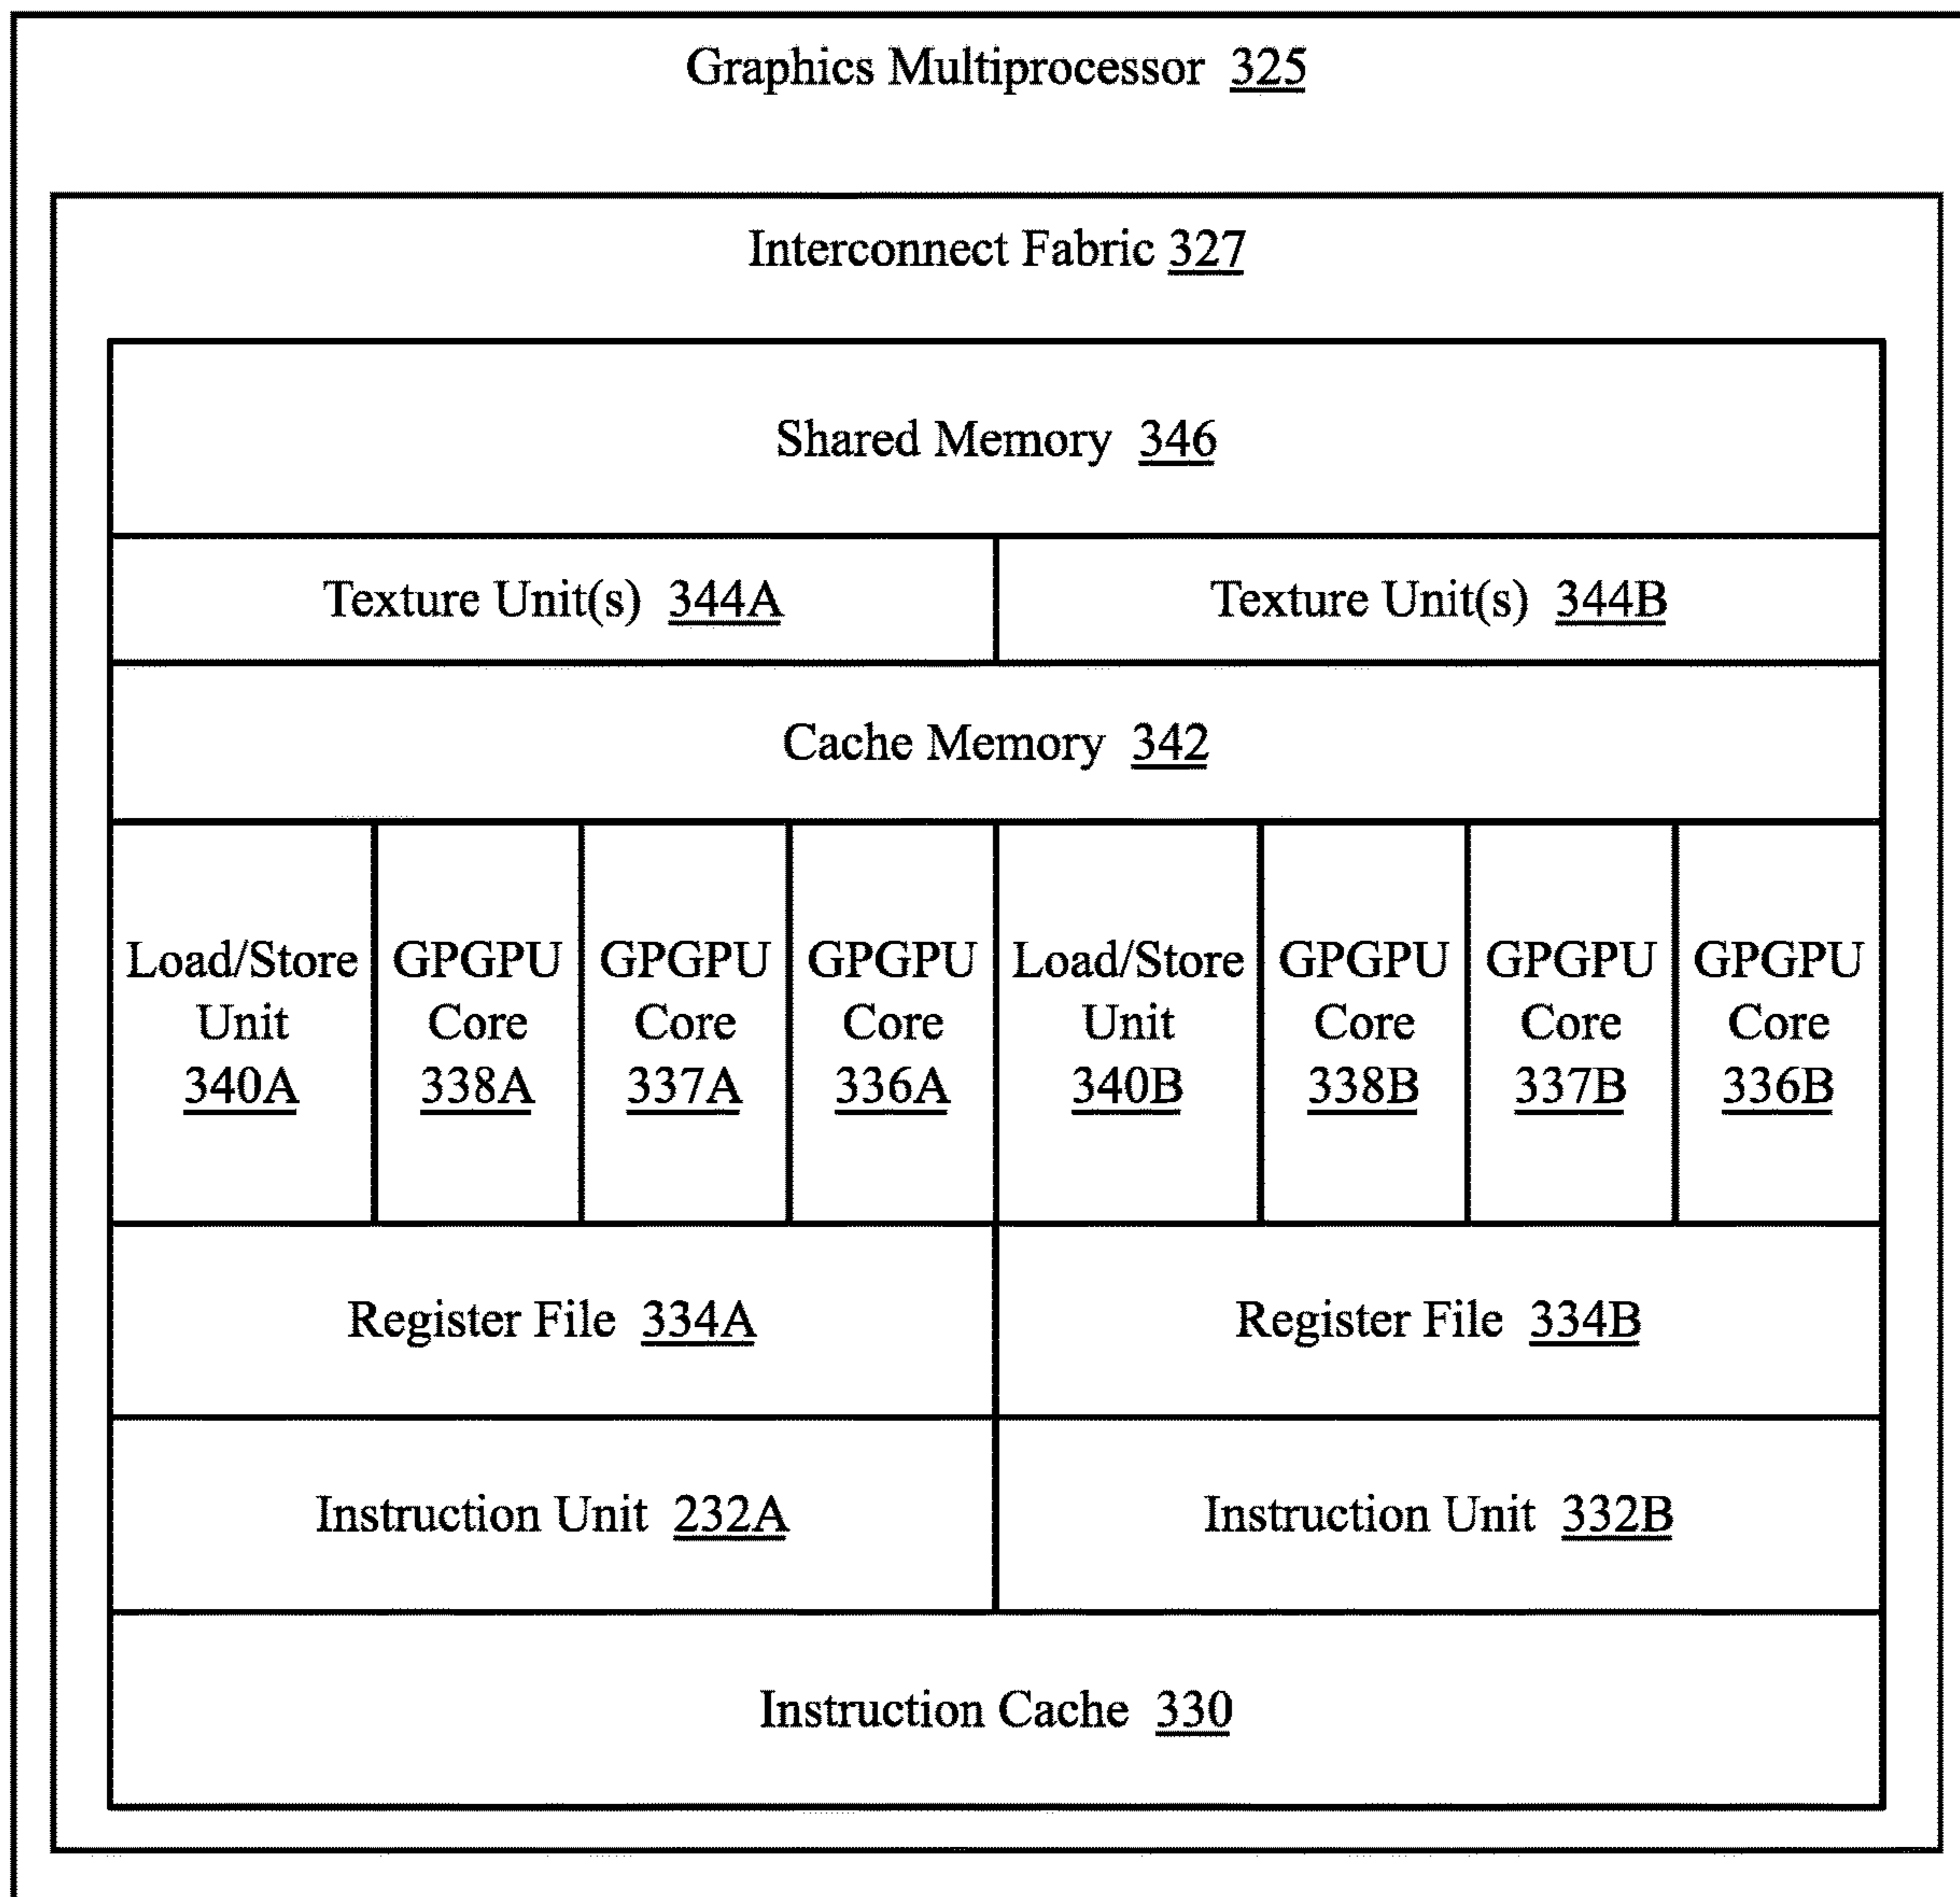 Graphics Multiprocessor 325
Interconnect Fabric 327
Shared Memory 346
Texture Unit(s) 344A
Texture Unit(s) 344B
Cache Memory 342
Load/Store
Unit
340A
GPGPU
Core
338A
GPGPU
Core
337A
GPGPU
Core
336A
Load/Store
Unit
340B
GPGPU
Core
338B
GPGPU
Core
337B
GPGPU
Core
336B
Register File 334A
Register File 334B
Instruction Unit 232A
Instruction Unit 332B
Instruction Cache 330